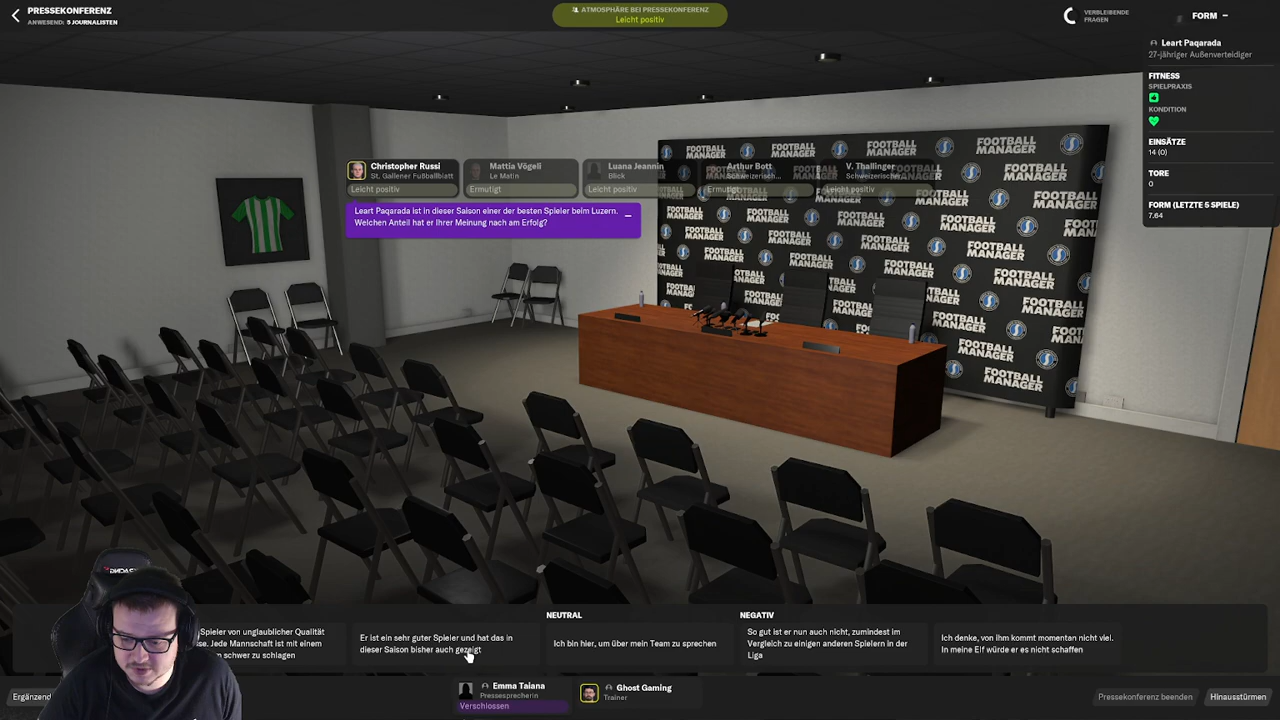 PRESSEKONFERENZ
ANWESEND: 5 JOURNALISTEN
ATMOSPHÄRE BEI PRESSEKONFERENZ
Leicht positiv
VERBLEIBENDE
FRAGEN
FORM –
Leart Paqarada
27-jähriger Außenverteidiger
FITNESS
SPIELPRAXIS
KONDITION
EINSÄTZE
14 (0)
TORE
0
FORM (LETZTE 5 SPIELE)
7.64
Christopher Russi
St. Gallener Fußballblatt
Leicht positiv
Mattia Vögeli
Le Matin
Ermutigt
Luana Jeannin
Blick
Leicht positiv
Arthur Bott
Schweizerisch...
Ermutigt
V. Thallinger
Schweizerische...
Leicht positiv
Leart Paqarada ist in dieser Saison einer der besten Spieler beim Luzern.
Welchen Anteil hat er Ihrer Meinung nach am Erfolg?
FOOTBALL
MANAGER
Spieler von unglaublicher Qualität
se. Jede Mannschaft ist mit einem
schwer zu schlagen
Er ist ein sehr guter Spieler und hat das in
dieser Saison bisher auch gezeigt
NEUTRAL
Ich bin hier, um über mein Team zu sprechen
NEGATIV
So gut ist er nun auch nicht, zumindest im
Vergleich zu einigen anderen Spielern in der
Liga
Ich denke, von ihm kommt momentan nicht viel.
In meine Elf würde er es nicht schaffen
Ergänzend
Emma Taiana
Pressesprecherin
Verschlossen
Ghost Gaming
Trainer
Pressekonferenz beenden
Hinausstürmen